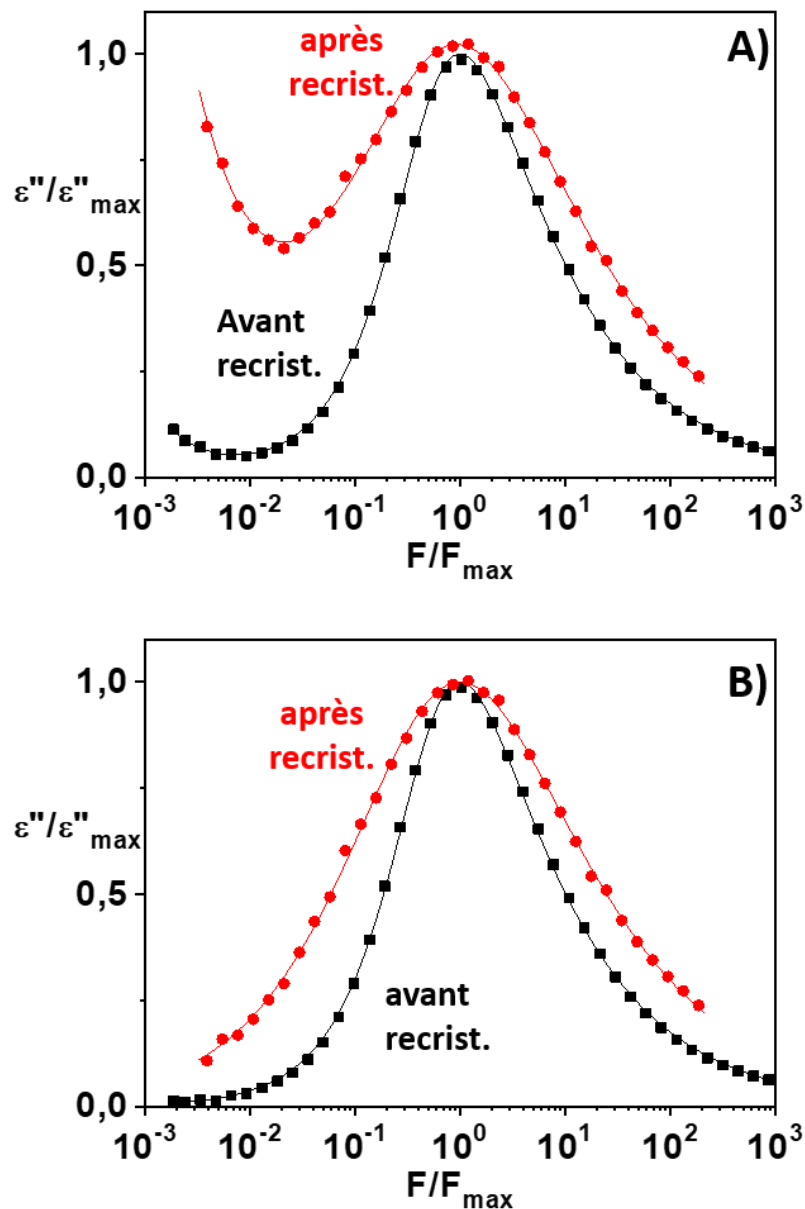 A)
après
recrist.
1,0
ε"/ε"max
0,5
Avant
recrist.
0,0
10-3 10-2 10-1 100 101 102 103
F/Fmax
B)
1,0
après
recrist.
ε"/ε"max
0,5
avant
recrist.
0,0
10-3 10-2 10-1 100 101 102 103
F/Fmax